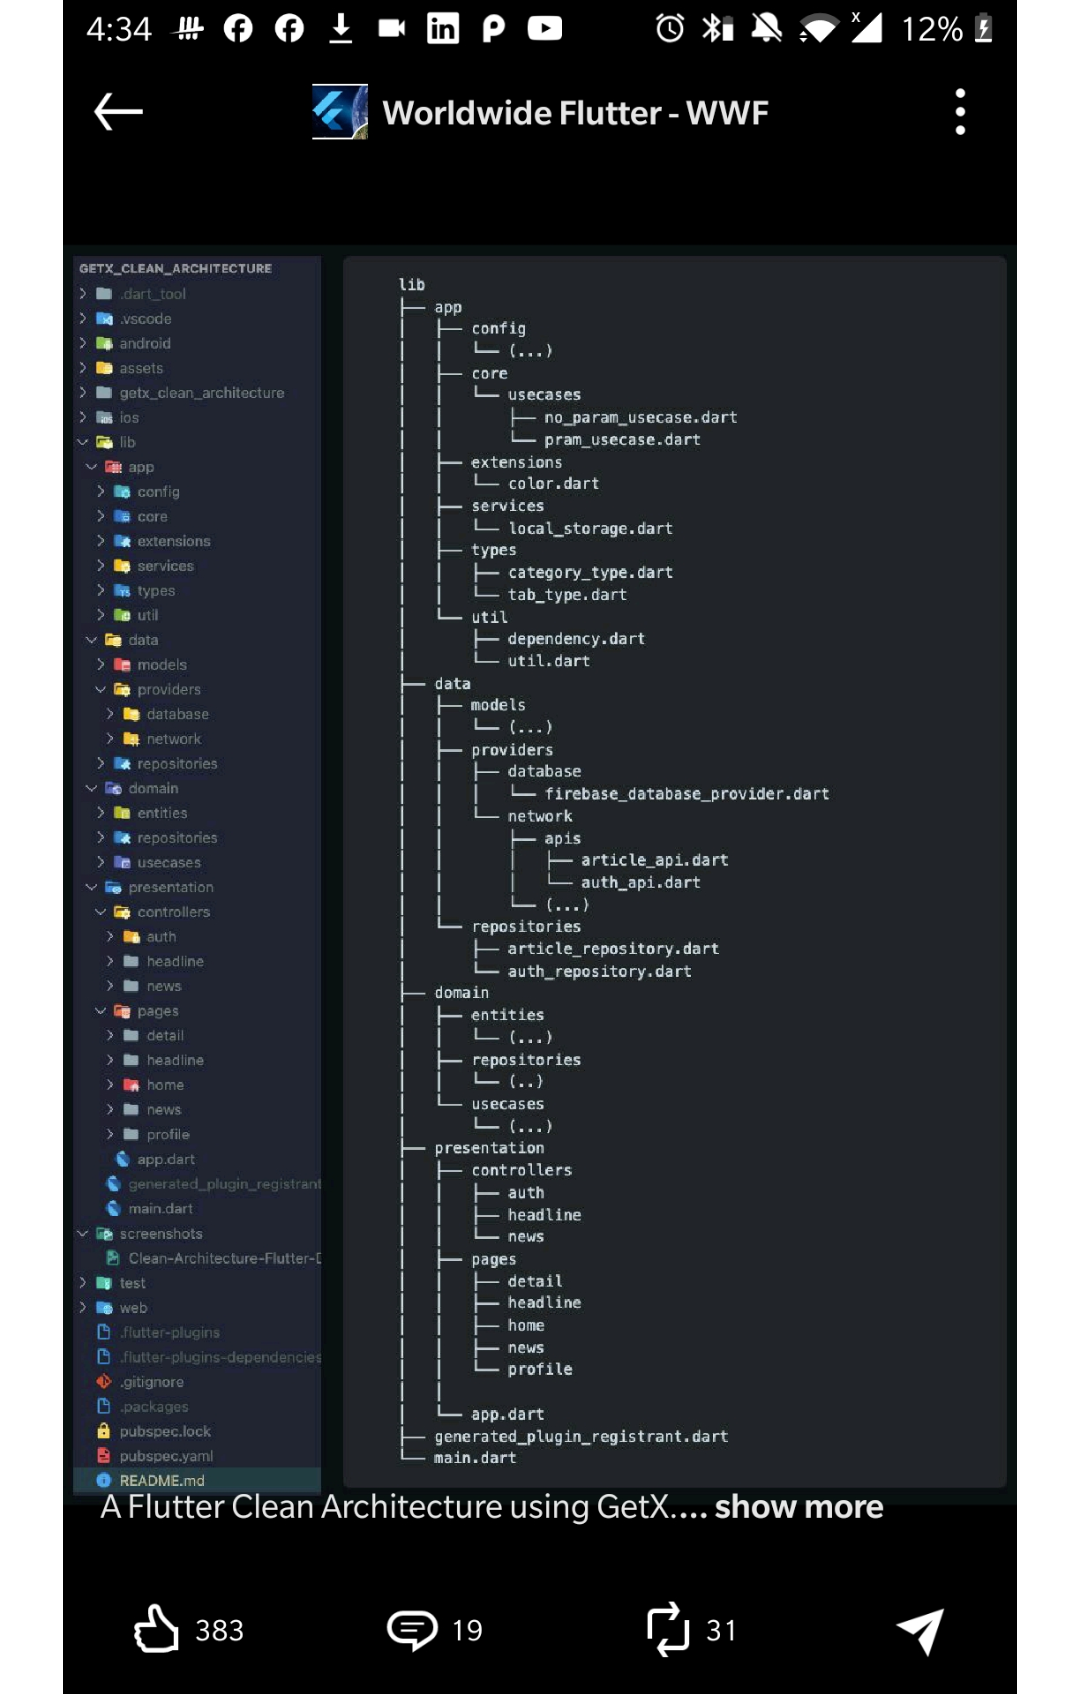 4:34
12%
Worldwide Flutter - WWF
GETX_CLEAN_ARCHITECTURE
.dart_tool
.vscode
android
assets
getx_clean_architecture
ios
lib
app
config
core
extensions
services
types
util
data
models
providers
database
network
repositories
domain
entities
repositories
usecases
presentation
controllers
auth
headline
news
pages
detail
headline
home
news
profile
app.dart
generated_plugin_registrant
main.dart
screenshots
Clean-Architecture-Flutter-
test
web
.flutter-plugins
.flutter-plugins-dependencies
.gitignore
.packages
pubspec.lock
pubspec.yaml
README.md
lib
├── app
│   ├── config
│   │   └── (...)
│   ├── core
│   │   └── usecases
│   │       ├── no_param_usecase.dart
│   │       └── pram_usecase.dart
│   ├── extensions
│   │   └── color.dart
│   ├── services
│   │   └── local_storage.dart
│   ├── types
│   │   ├── category_type.dart
│   │   └── tab_type.dart
│   └── util
│       ├── dependency.dart
│       └── util.dart
├── data
│   ├── models
│   │   └── (...)
│   ├── providers
│   │   ├── database
│   │   │   └── firebase_database_provider.dart
│   │   └── network
│   │       ├── apis
│   │       │   ├── article_api.dart
│   │       │   └── auth_api.dart
│   │       └── (...)
│   └── repositories
│       ├── article_repository.dart
│       └── auth_repository.dart
├── domain
│   ├── entities
│   │   └── (...)
│   ├── repositories
│   │   └── (..)
│   └── usecases
│       └── (...)
├── presentation
│   ├── controllers
│   │   ├── auth
│   │   ├── headline
│   │   └── news
│   ├── pages
│   │   ├── detail
│   │   ├── headline
│   │   ├── home
│   │   ├── news
│   │   └── profile
│   │
│   └── app.dart
├── generated_plugin_registrant.dart
└── main.dart
A Flutter Clean Architecture using GetX.... show more
383
19
31